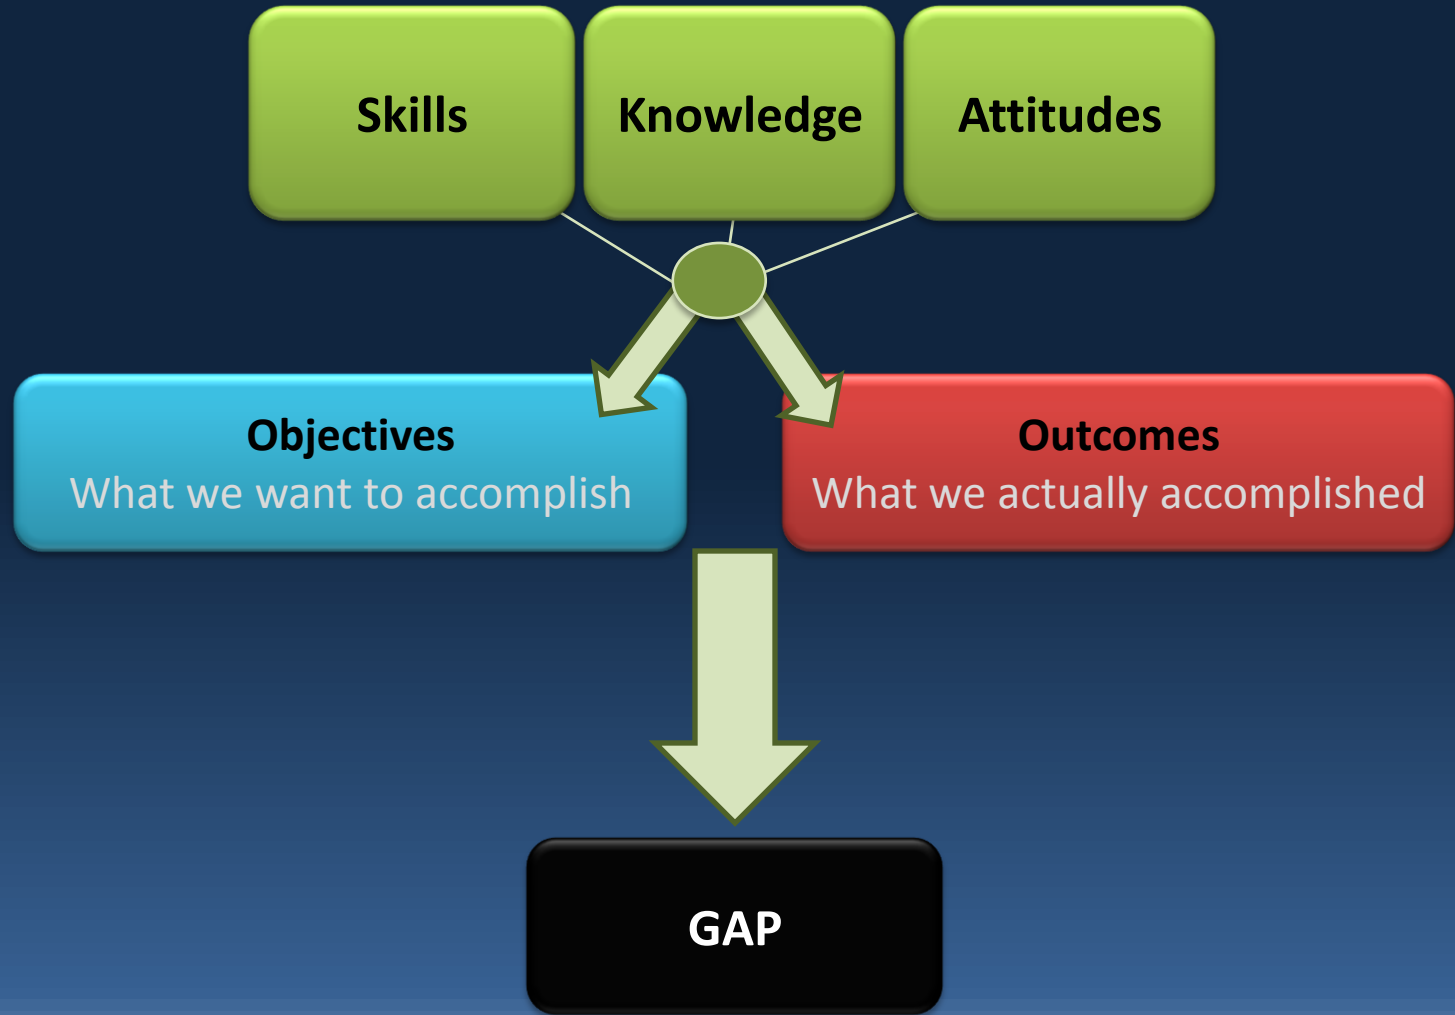 Skills
Knowledge
Attitudes
Objectives
What we want to accomplish
Outcomes
What we actually accomplished
GAP